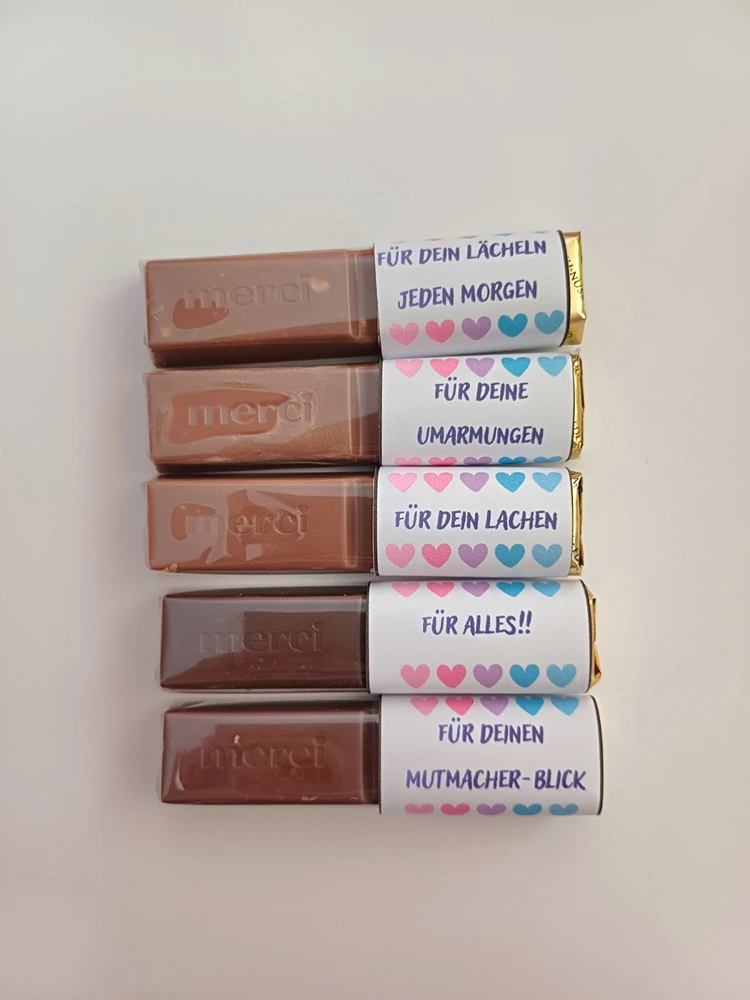 merci
FÜR DEIN LÄCHELN
JEDEN MORGEN
merci
FÜR DEINE
UMARMUNGEN
merci
FÜR DEIN LACHEN
merci
FÜR ALLES!!
merci
FÜR DEINEN
MUTMACHER-BLICK